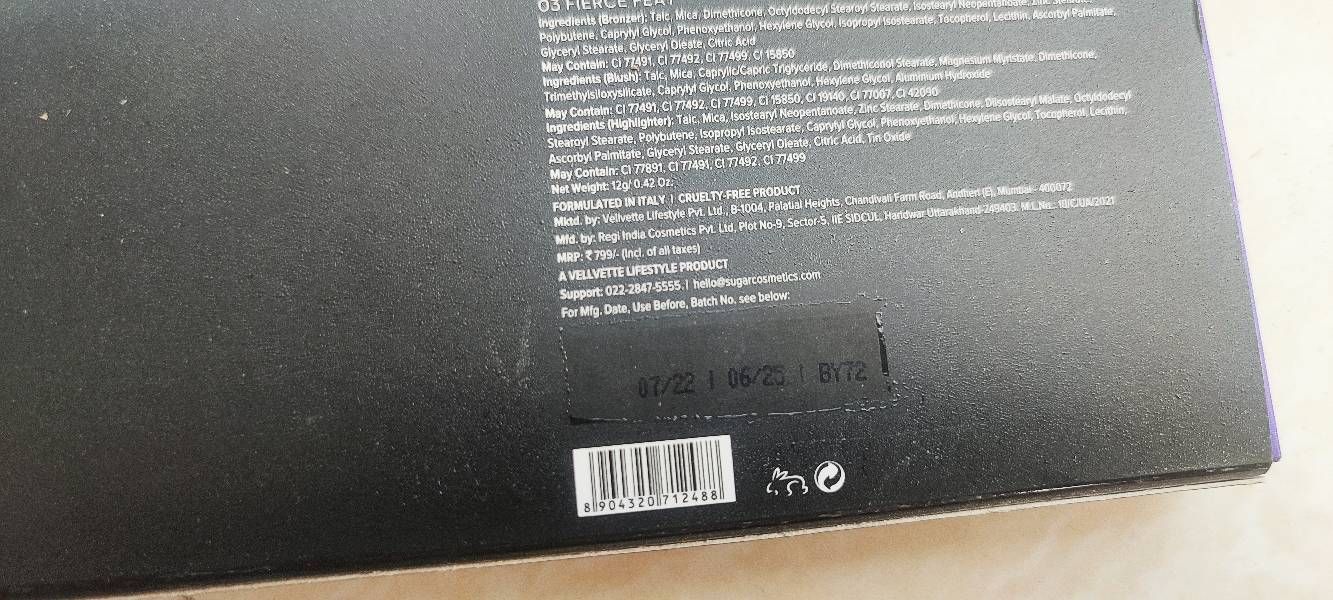 03 FIERCE FEAT
Ingredients (Bronzer): Talc, Mica, Dimethicone, Octyldodecyl Stearoyl Stearate, Isostearyl Neopentanoate, Zinc Stearate,
Polybutene, Caprylyl Glycol, Phenoxyethanol, Hexylene Glycol, Isopropyl Isostearate, Tocopherol, Lecithin, Ascorbyl Palmitate,
Glyceryl Stearate, Glyceryl Oleate, Citric Acid
May Contain: CI 77491, CI 77492, CI 77499, CI 15850
Ingredients (Blush): Talc, Mica, Caprylic/Capric Triglyceride, Dimethiconol Stearate, Magnesium Myristate, Dimethicone,
Trimethylsiloxysilicate, Caprylyl Glycol, Phenoxyethanol, Hexylene Glycol, Aluminum Hydroxide
May Contain: CI 77491, CI 77492, CI 77499, CI 15850, CI 19140, CI 77007, CI 42090
Ingredients (Highlighter): Talc, Mica, Isostearyl Neopentanoate, Zinc Stearate, Dimethicone, Diisostearyl Malate, Octyldodecyl
Stearoyl Stearate, Polybutene, Isopropyl Isostearate, Caprylyl Glycol, Phenoxyethanol, Hexylene Glycol, Tocopherol, Lecithin,
Ascorbyl Palmitate, Glyceryl Stearate, Glyceryl Oleate, Citric Acid, Tin Oxide
May Contain: CI 77891, CI 77491, CI 77492, CI 77499
Net Weight: 12g/ 0.42 Oz.
FORMULATED IN ITALY | CRUELTY-FREE PRODUCT
Mktd. by: Vellvette Lifestyle Pvt. Ltd., B-1004, Palatial Heights, Chandivali Farm Road, Andheri (E), Mumbai - 400072
Mfd. by: Regi India Cosmetics Pvt. Ltd, Plot No-9, Sector-5, IIE SIDCUL, Haridwar Uttarakhand-249403. M.L.No.: 10/C/UA/2021
MRP: ₹ 799/- (Incl. of all taxes)
A VELLVETTE LIFESTYLE PRODUCT
Support: 022-2847-5555. | hello@sugarcosmetics.com
For Mfg. Date, Use Before, Batch No. see below:
07/22 | 06/25 | BY72
8 904320 712488